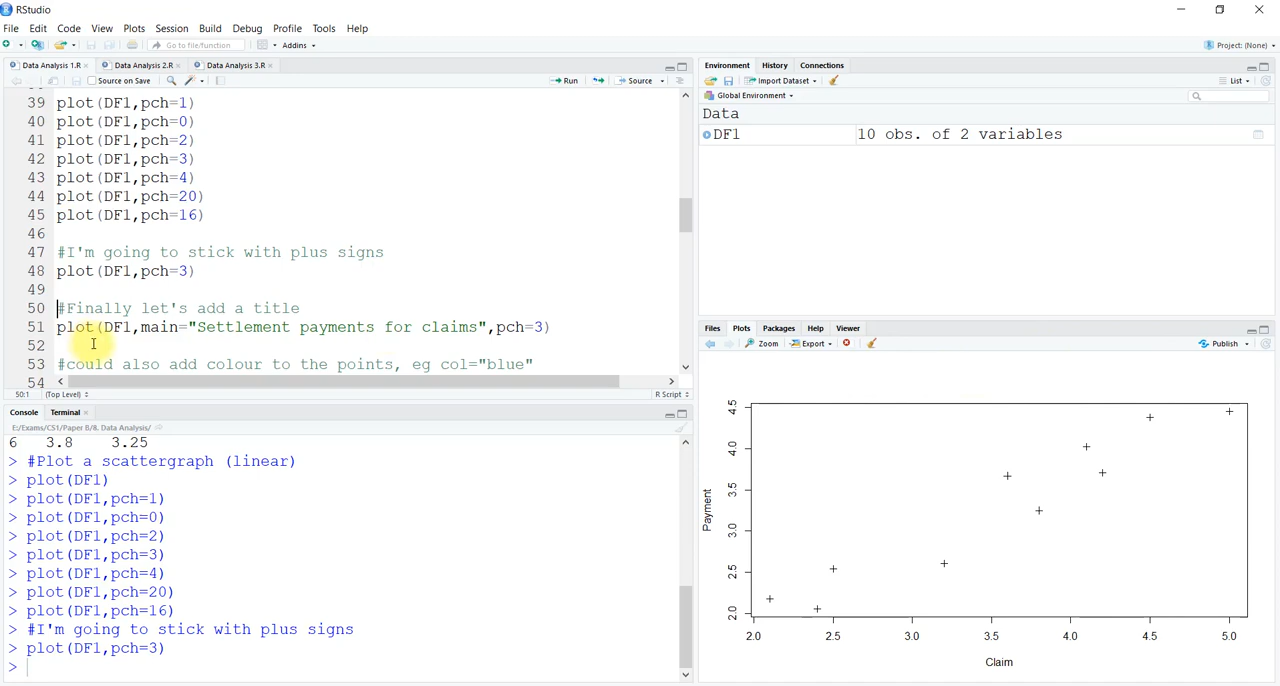 RStudio
File Edit Code View Plots Session Build Debug Profile Tools Help
Go to file/function Addins Project: (None)
Data Analysis 1.R Data Analysis 2.R Data Analysis 3.R
Source on Save Run Source
39 plot(DF1,pch=1)
40 plot(DF1,pch=0)
41 plot(DF1,pch=2)
42 plot(DF1,pch=3)
43 plot(DF1,pch=4)
44 plot(DF1,pch=20)
45 plot(DF1,pch=16)
46
47 #I'm going to stick with plus signs
48 plot(DF1,pch=3)
49
50 #Finally let's add a title
51 plot(DF1,main="Settlement payments for claims",pch=3)
52
53 #could also add colour to the points, eg col="blue"
54
50:1 (Top Level) R Script
Console Terminal
E:/Exams/CS1/Paper B/8. Data Analysis/
6 3.8 3.25
> #Plot a scattergraph (linear)
> plot(DF1)
> plot(DF1,pch=1)
> plot(DF1,pch=0)
> plot(DF1,pch=2)
> plot(DF1,pch=3)
> plot(DF1,pch=4)
> plot(DF1,pch=20)
> plot(DF1,pch=16)
> #I'm going to stick with plus signs
> plot(DF1,pch=3)
>
Environment History Connections
Import Dataset List
Global Environment
Data
DF1 10 obs. of 2 variables
Files Plots Packages Help Viewer
Zoom Export Publish
4.5
4.0
3.5
3.0
2.5
2.0
Payment
2.0 2.5 3.0 3.5 4.0 4.5 5.0
Claim